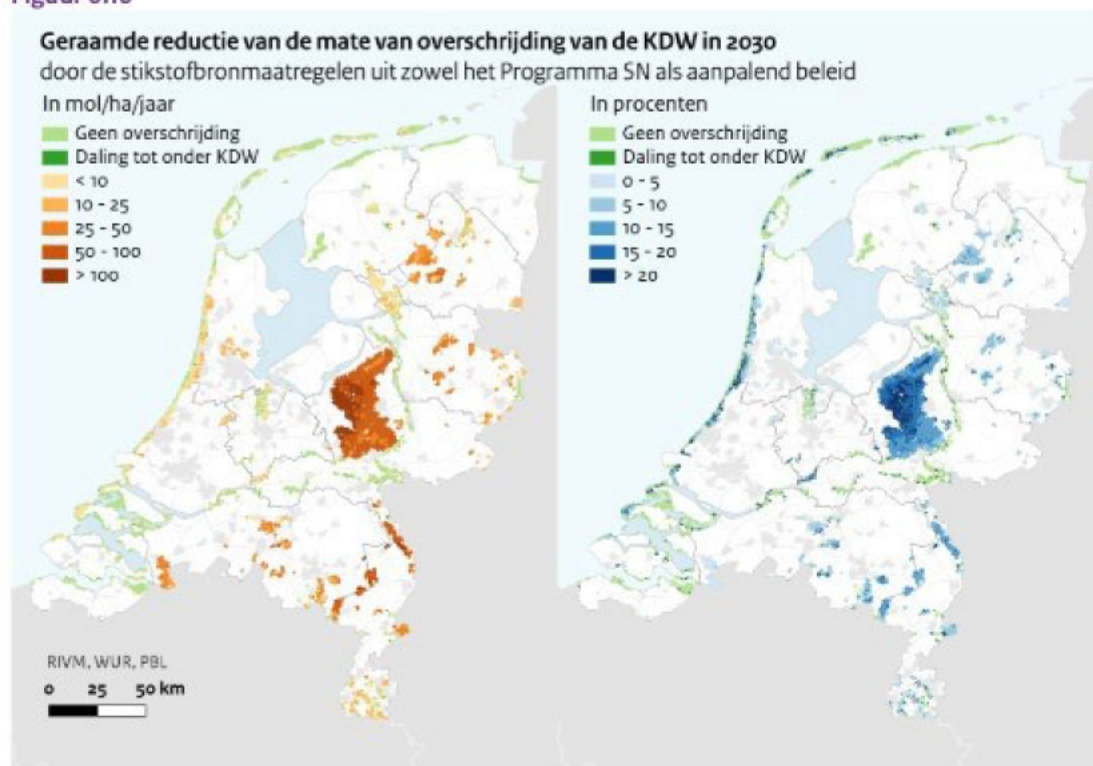 Geraamde reductie van de mate van overschrijding van de KDW in 2030
door de stikstofbronmaatregelen uit zowel het Programma SN als aanpalend beleid
In mol/ha/jaar
Geen overschrijding
Daling tot onder KDW
< 10
10 - 25
25 - 50
50 - 100
> 100
In procenten
Geen overschrijding
Daling tot onder KDW
0 - 5
5 - 10
10 - 15
15 - 20
> 20
RIVM, WUR, PBL
0 25 50 km